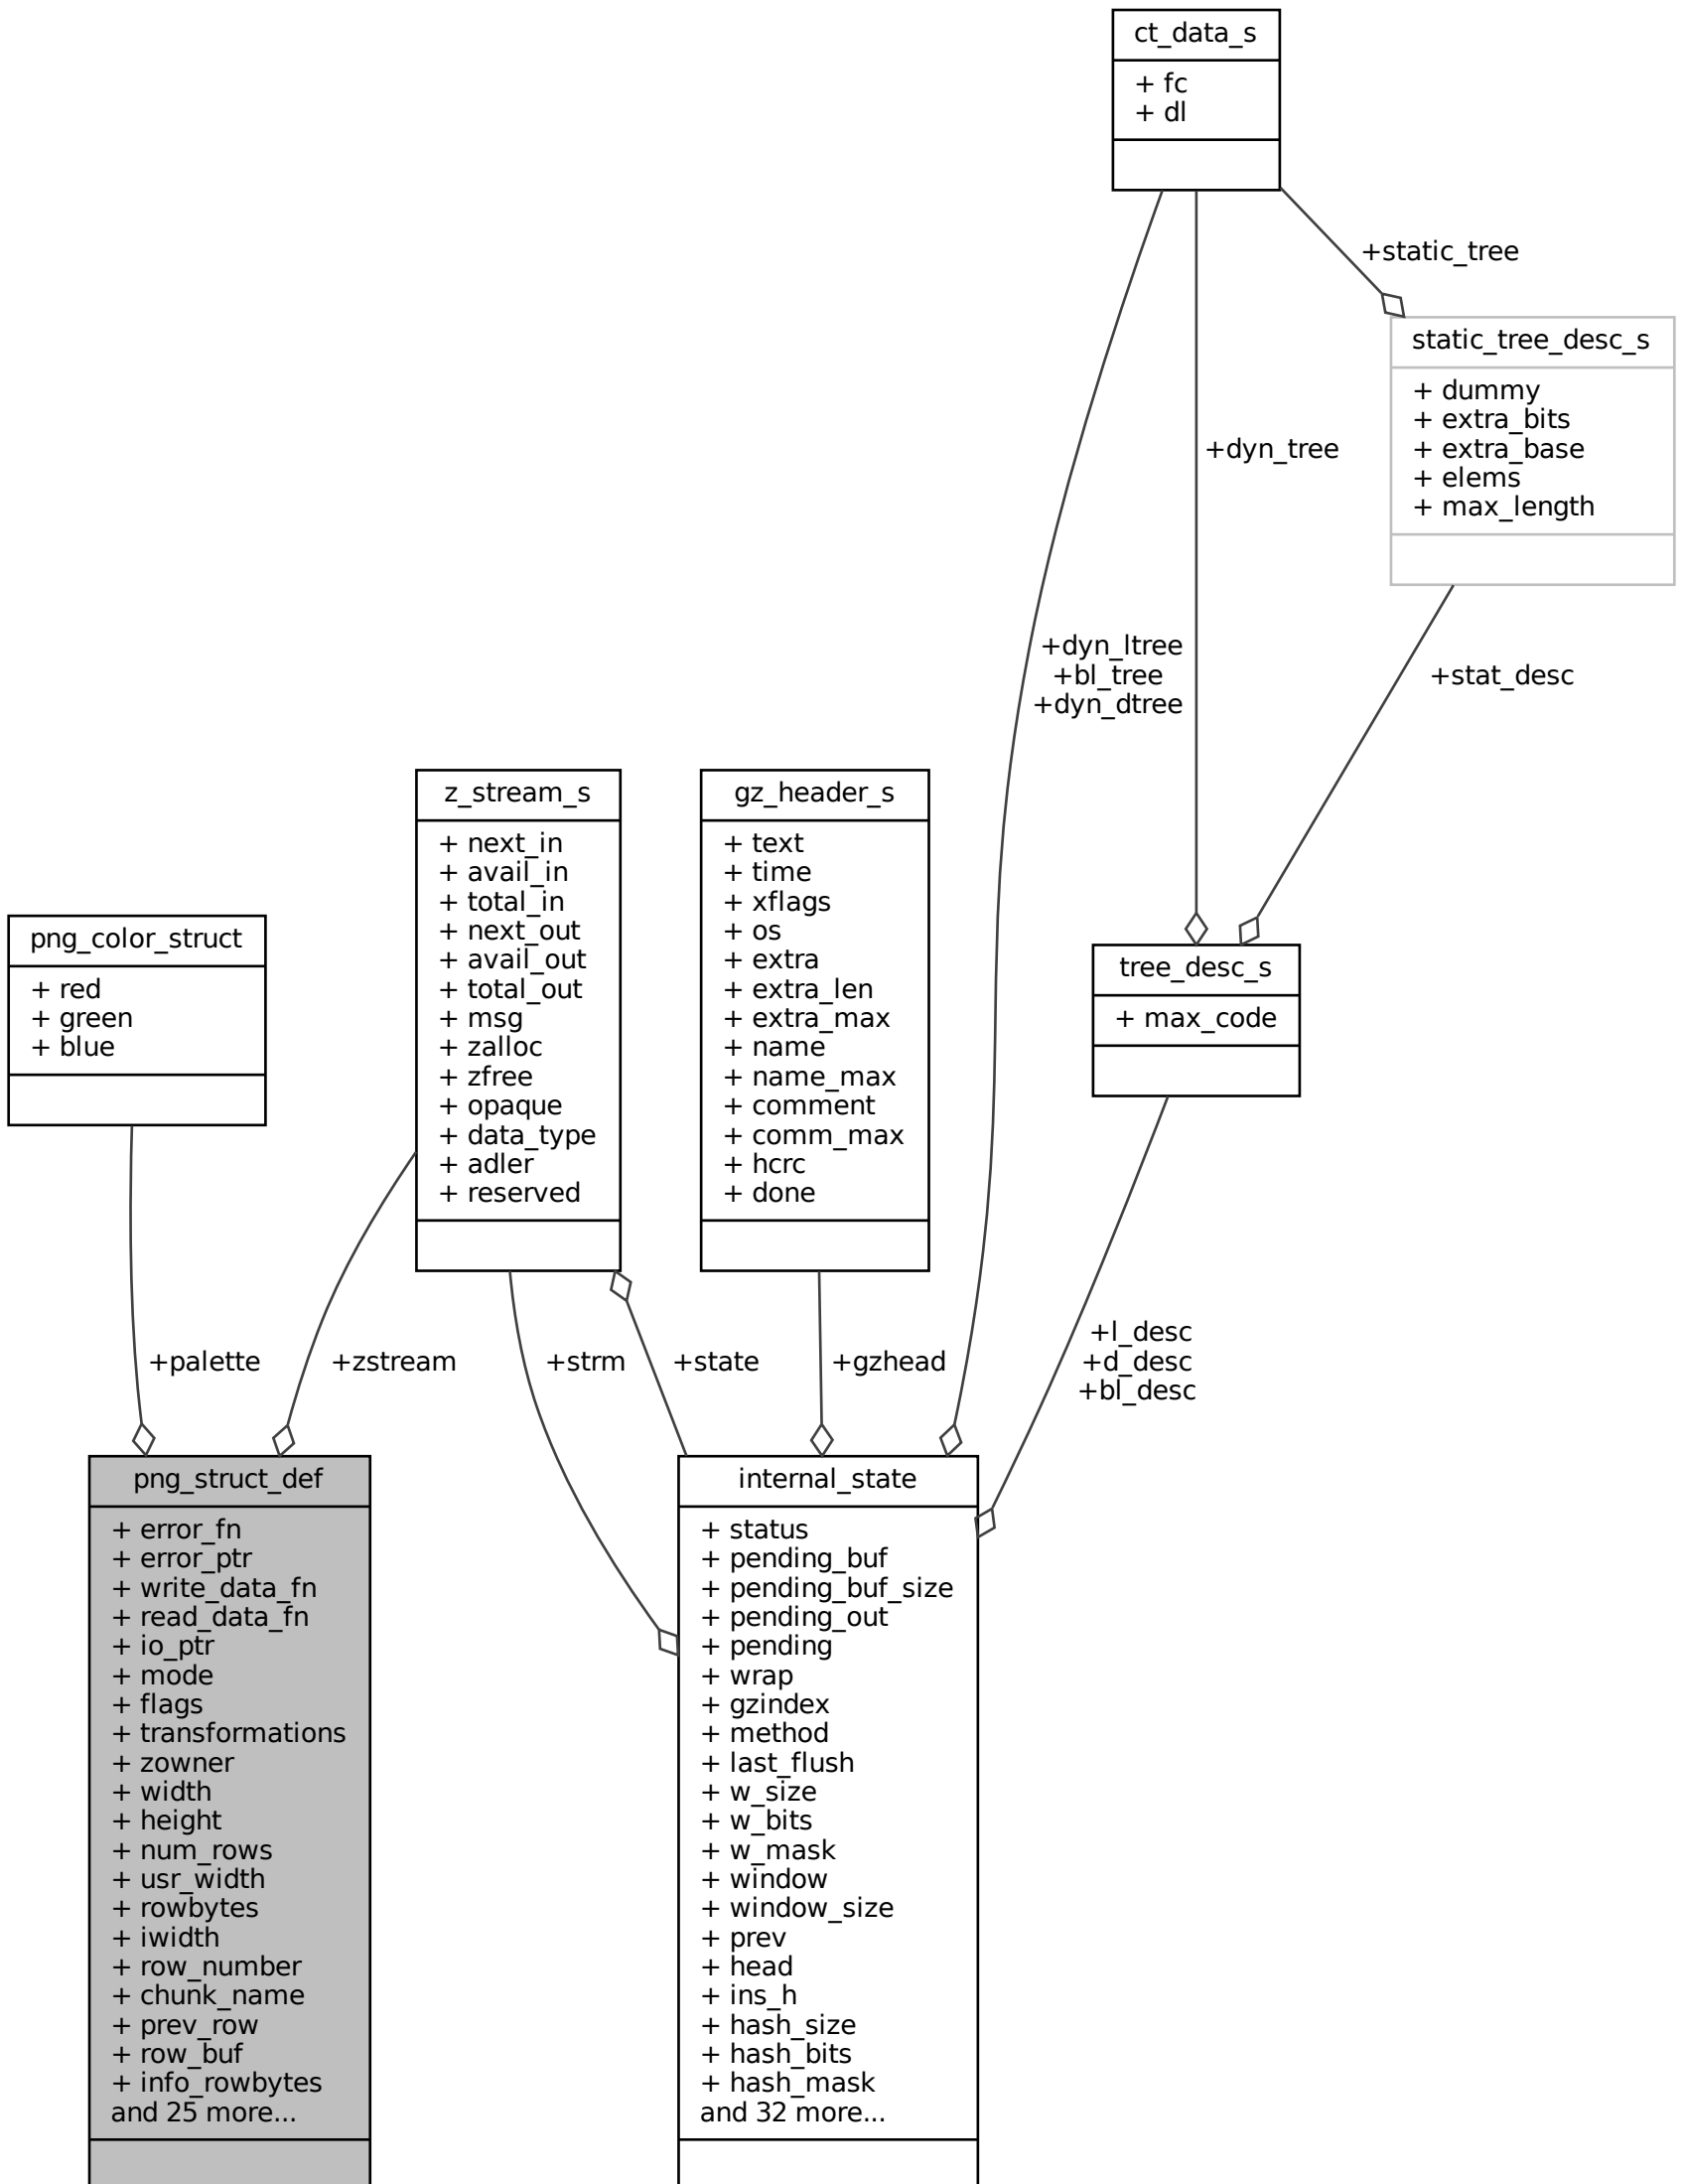 ct_data_s
+ fc
+ dl
+static_tree
static_tree_desc_s
+ dummy
+ extra_bits
+ extra_base
+ elems
+ max_length
+dyn_tree
+dyn_ltree
+bl_tree
+dyn_dtree
+stat_desc
z_stream_s
+ next_in
+ avail_in
+ total_in
+ next_out
+ avail_out
+ total_out
+ msg
+ zalloc
+ zfree
+ opaque
+ data_type
+ adler
+ reserved
gz_header_s
+ text
+ time
+ xflags
+ os
+ extra
+ extra_len
+ extra_max
+ name
+ name_max
+ comment
+ comm_max
+ hcrc
+ done
png_color_struct
+ red
+ green
+ blue
tree_desc_s
+ max_code
+palette
+zstream
+strm
+state
+gzhead
+l_desc
+d_desc
+bl_desc
png_struct_def
+ error_fn
+ error_ptr
+ write_data_fn
+ read_data_fn
+ io_ptr
+ mode
+ flags
+ transformations
+ zowner
+ width
+ height
+ num_rows
+ usr_width
+ rowbytes
+ iwidth
+ row_number
+ chunk_name
+ prev_row
+ row_buf
+ info_rowbytes
and 25 more...
internal_state
+ status
+ pending_buf
+ pending_buf_size
+ pending_out
+ pending
+ wrap
+ gzindex
+ method
+ last_flush
+ w_size
+ w_bits
+ w_mask
+ window
+ window_size
+ prev
+ head
+ ins_h
+ hash_size
+ hash_bits
+ hash_mask
and 32 more...